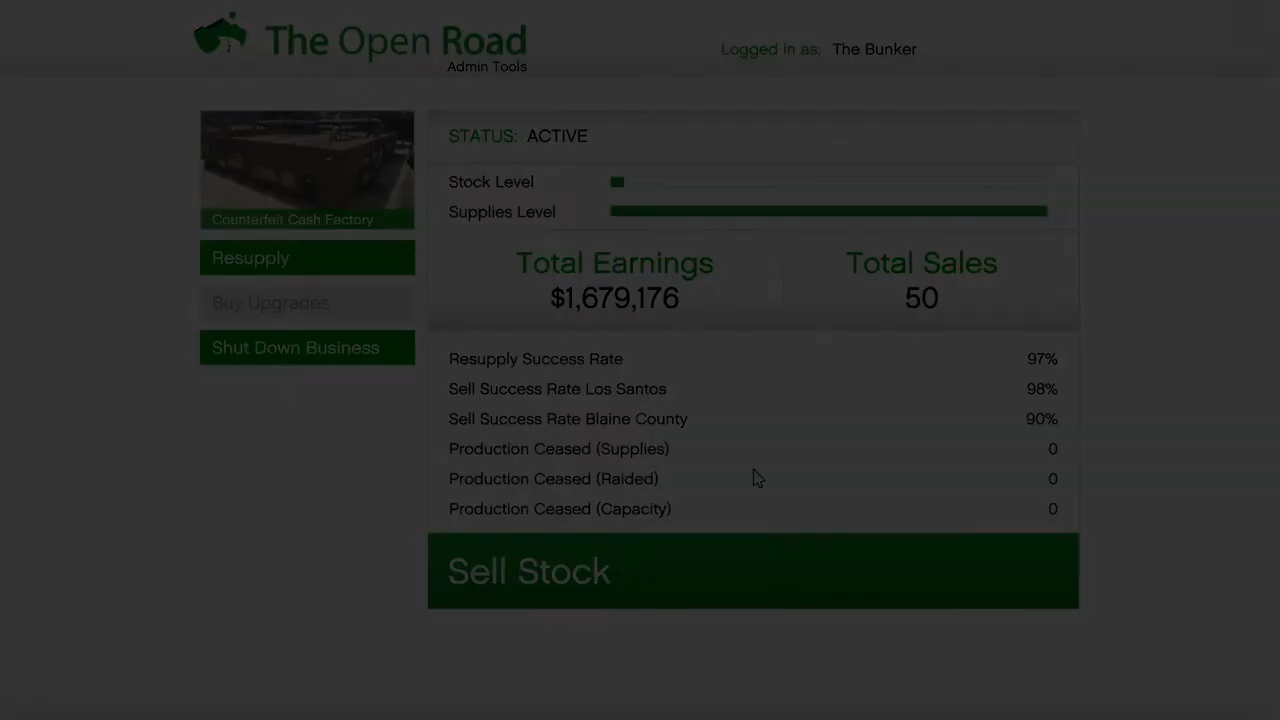 The Open Road
Admin Tools
Logged in as: The Bunker
Counterfeit Cash Factory
Resupply
Buy Upgrades
Shut Down Business
STATUS: ACTIVE
Stock Level
Supplies Level
Total Earnings
$1,679,176
Total Sales
50
Resupply Success Rate 97%
Sell Success Rate Los Santos 98%
Sell Success Rate Blaine County 90%
Production Ceased (Supplies) 0
Production Ceased (Raided) 0
Production Ceased (Capacity) 0
Sell Stock